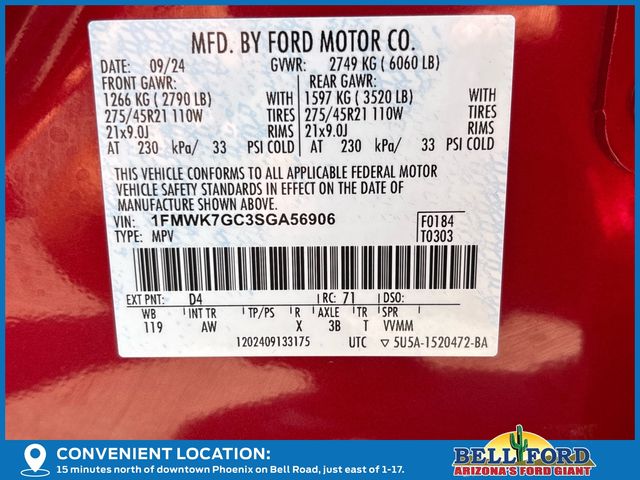 MFD. BY FORD MOTOR CO.
DATE: 09/24 GVWR: 2749 KG ( 6060 LB)
FRONT GAWR: REAR GAWR:
1266 KG ( 2790 LB) WITH 1597 KG ( 3520 LB) WITH
275/45R21 110W TIRES 275/45R21 110W TIRES
21x9.0J RIMS 21x9.0J RIMS
AT 230 kPa/ 33 PSI COLD AT 230 kPa/ 33 PSI COLD
THIS VEHICLE CONFORMS TO ALL APPLICABLE FEDERAL MOTOR
VEHICLE SAFETY STANDARDS IN EFFECT ON THE DATE OF
MANUFACTURE SHOWN ABOVE.
VIN: 1FMWK7GC3SGA56906 F0184
TYPE: MPV T0303
EXT PNT: D4 RC: 71 DSO:
WB INT TR TP/PS R AXLE TR SPR
119 AW X 3B T VVMM
1202409133175 UTC ▽ 5U5A-1520472-BA
CONVENIENT LOCATION:
15 minutes north of downtown Phoenix on Bell Road, just east of 1-17.
BELL FORD
ARIZONA'S FORD GIANT